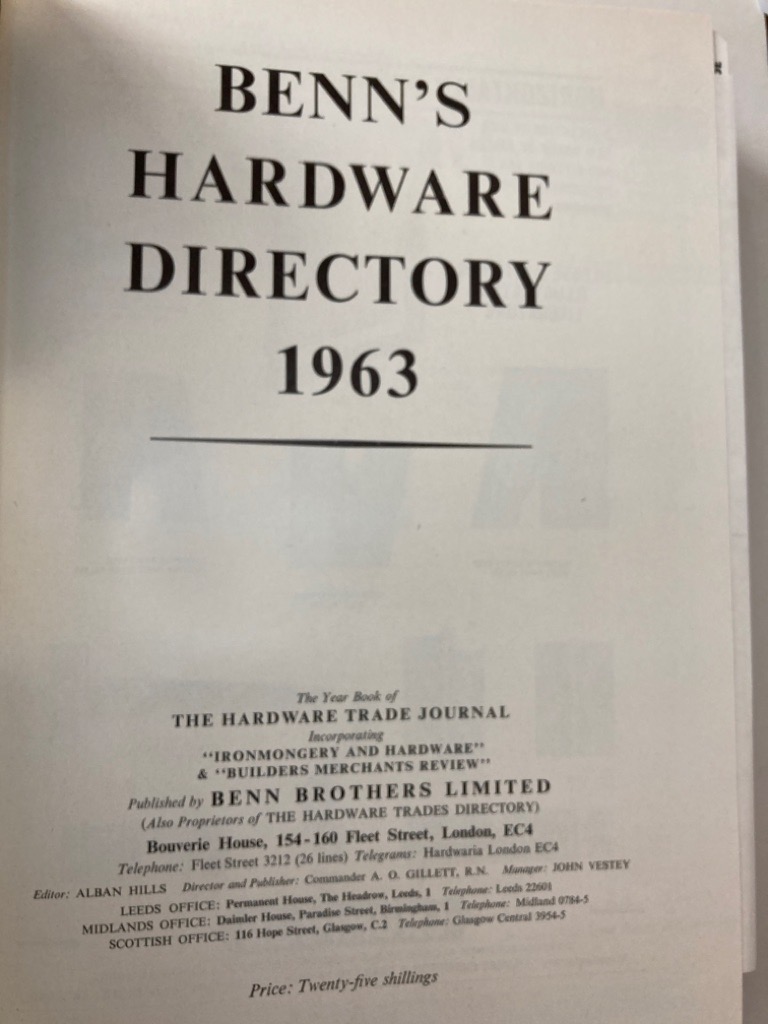 BENN'S
HARDWARE
DIRECTORY
1963
The Year Book of
THE HARDWARE TRADE JOURNAL
Incorporating
"IRONMONGERY AND HARDWARE"
& "BUILDERS MERCHANTS REVIEW"
Published by BENN BROTHERS LIMITED
(Also Proprietors of THE HARDWARE TRADES DIRECTORY)
Bouverie House, 154-160 Fleet Street, London, EC4
Telephone: Fleet Street 3212 (26 lines) Telegrams: Hardwaria London EC4
Editor: ALBAN HILLS Director and Publisher: Commander A. O. GILLETT, R.N. Manager: JOHN VESTEY
LEEDS OFFICE: Permanent House, The Headrow, Leeds, 1 Telephone: Leeds 22601
MIDLANDS OFFICE: Daimler House, Paradise Street, Birmingham, 1 Telephone: Midland 0784-5
SCOTTISH OFFICE: 116 Hope Street, Glasgow, C.2 Telephone: Glasgow Central 3954-5
Price: Twenty-five shillings